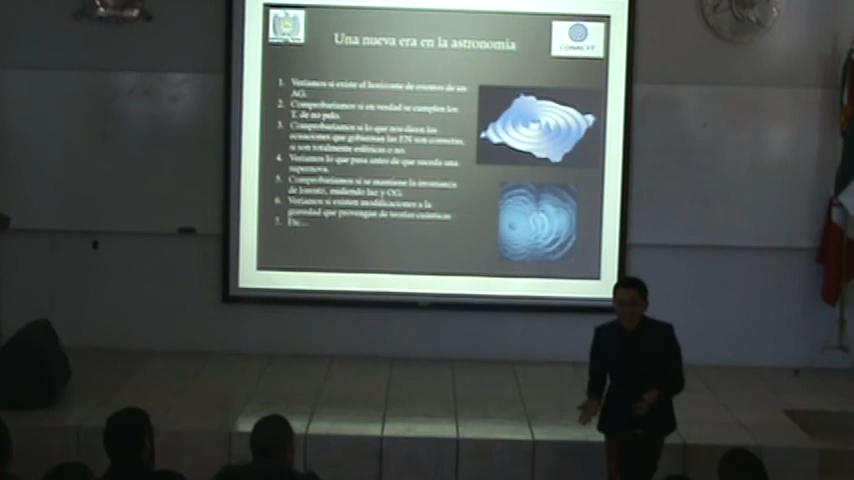 Una nueva era en la astronomía
CONACYT
1. Veríamos si existe el horizonte de eventos de un
AG.
2. Comprobaríamos si en verdad se cumplen los
T. de no pelo.
3. Comprobaríamos si lo que nos dicen las
ecuaciones que gobiernan las EN son correctas,
si son totalmente esféricas o no.
4. Veríamos lo que pasa antes de que suceda una
supernova.
5. Comprobaríamos si se mantiene la invarianza
de lorentz, midiendo luz y OG.
6. Veríamos si existen modificaciones a la
gravedad que provengan de teorías cuánticas
7. Etc...